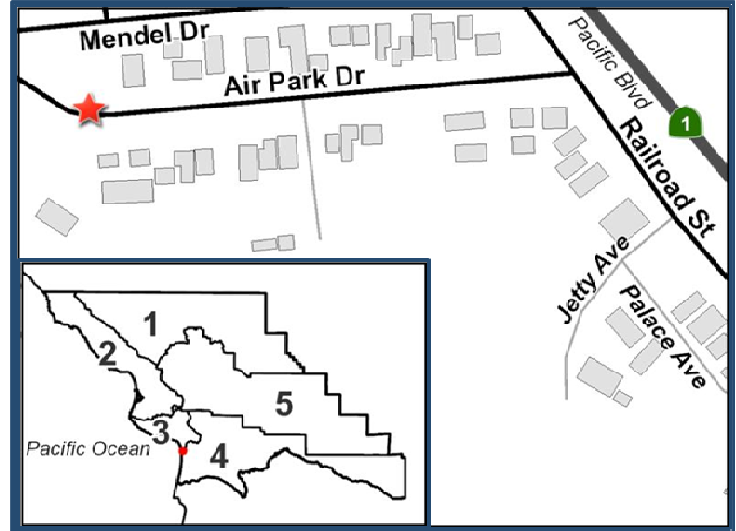 Mendel Dr
Air Park Dr
Pacific Blvd
1
Railroad St
Jetty Ave
Palace Ave
1
2
5
3
4
Pacific Ocean